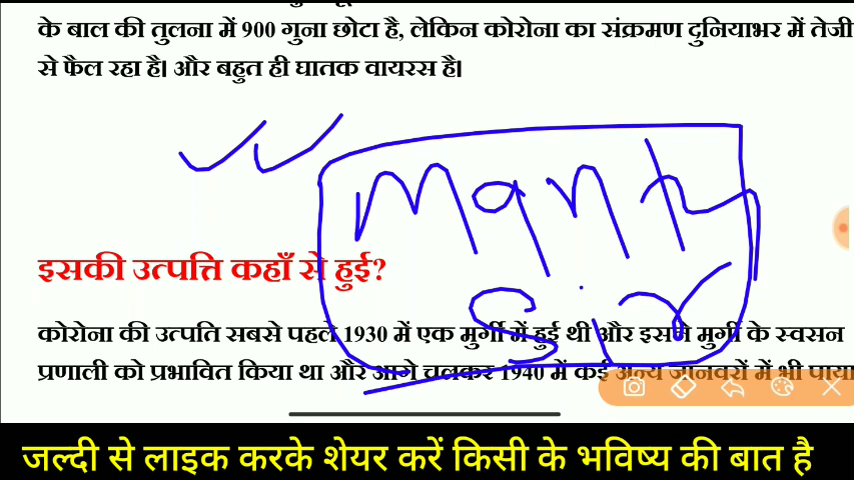 के बाल की तुलना में 900 गुना छोटा है, लेकिन कोरोना का संक्रमण दुनियाभर में तेजी
से फैल रहा है। और बहुत ही घातक वायरस है।
इसकी उत्पत्ति कहाँ से हुई?
sir
कोरोना की उत्पति सबसे पहले 1930 में एक मुर्गी में हुई थी और इसने मुर्गी के स्वसन
प्रणाली को प्रभावित किया था और आगे चलकर 1940 में कई अन्य जानवरों में भी पाया
जल्दी से लाइक करके शेयर करें किसी के भविष्य की बात है